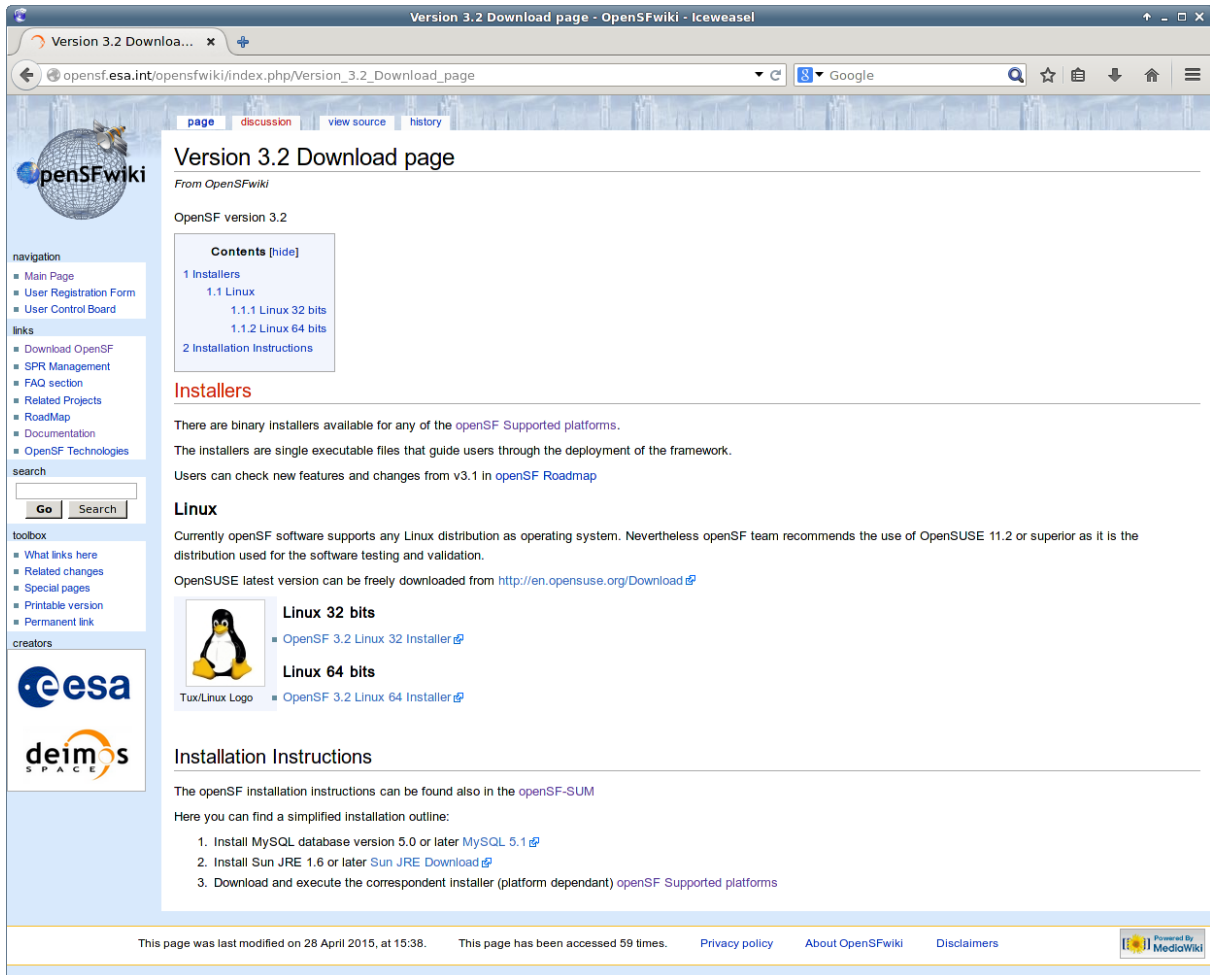 Version 3.2 Download page - OpenSFwiki - Iceweasel
Version 3.2 Downloa...
opensf.esa.int/opensfwiki/index.php/Version_3.2_Download_page
8 Google
page discussion view source history
OpenSFwiki
Version 3.2 Download page
From OpenSFwiki
OpenSF version 3.2
Contents [hide]
1 Installers
1.1 Linux
1.1.1 Linux 32 bits
1.1.2 Linux 64 bits
2 Installation Instructions
navigation
Main Page
User Registration Form
User Control Board
links
Download OpenSF
SPR Management
FAQ section
Related Projects
RoadMap
Documentation
OpenSF Technologies
search
Go Search
toolbox
What links here
Related changes
Special pages
Printable version
Permanent link
creators
esa
deimos
SPACE
Installers
There are binary installers available for any of the openSF Supported platforms.
The installers are single executable files that guide users through the deployment of the framework.
Users can check new features and changes from v3.1 in openSF Roadmap
Linux
Currently openSF software supports any Linux distribution as operating system. Nevertheless openSF team recommends the use of OpenSUSE 11.2 or superior as it is the
distribution used for the software testing and validation.
OpenSUSE latest version can be freely downloaded from http://en.opensuse.org/Download
Tux/Linux Logo
Linux 32 bits
OpenSF 3.2 Linux 32 Installer
Linux 64 bits
OpenSF 3.2 Linux 64 Installer
Installation Instructions
The openSF installation instructions can be found also in the openSF-SUM
Here you can find a simplified installation outline:
1. Install MySQL database version 5.0 or later MySQL 5.1
2. Install Sun JRE 1.6 or later Sun JRE Download
3. Download and execute the correspondent installer (platform dependant) openSF Supported platforms
This page was last modified on 28 April 2015, at 15:38. This page has been accessed 59 times. Privacy policy About OpenSFwiki Disclaimers
Powered By
MediaWiki